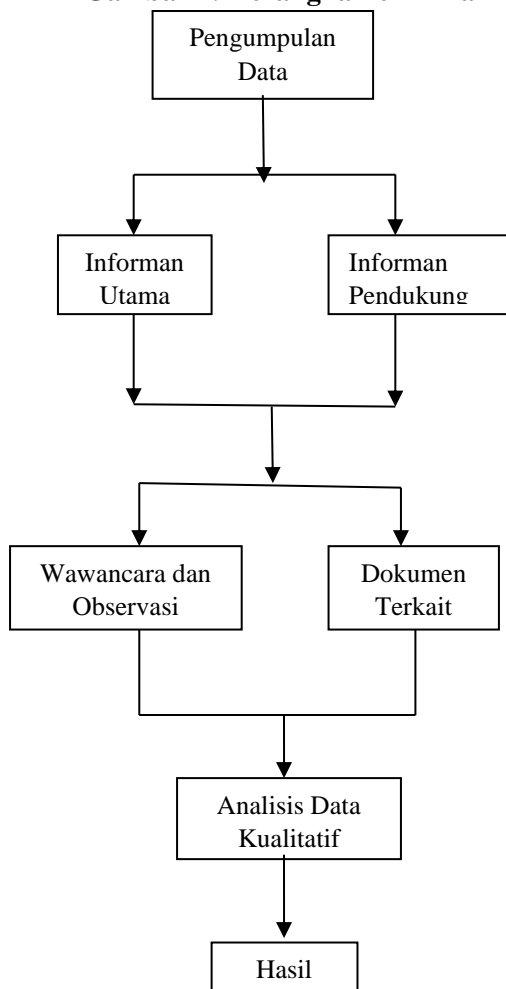 Pengumpulan
Data
Informan
Utama
Informan
Pendukung
Wawancara dan
Observasi
Dokumen
Terkait
Analisis Data
Kualitatif
Hasil